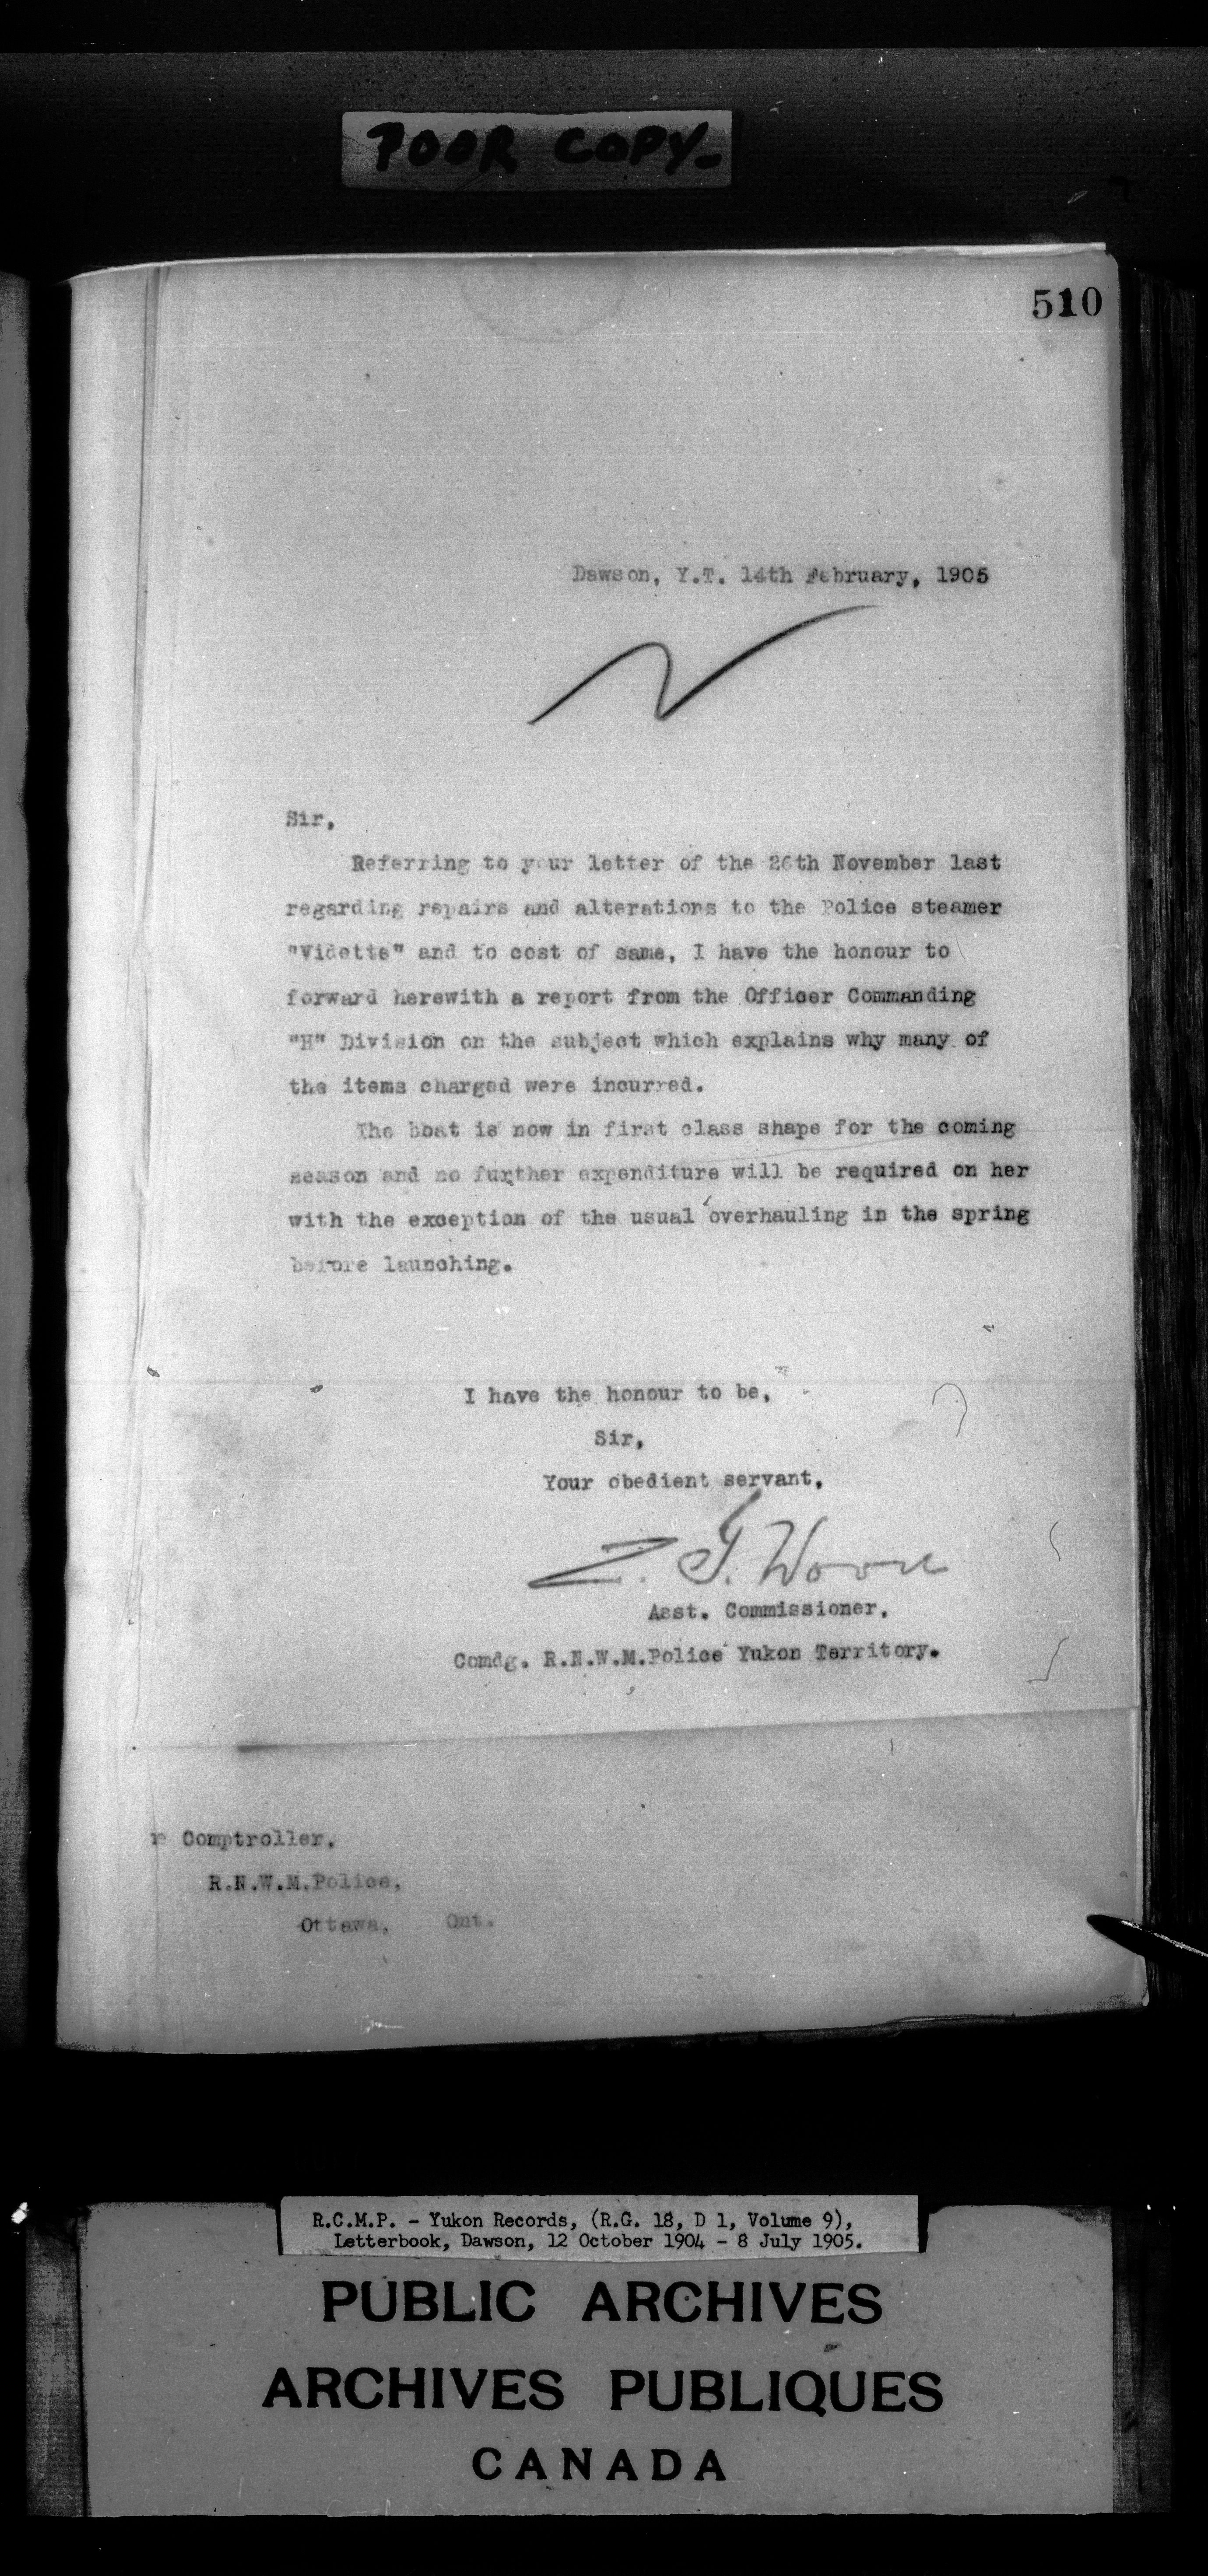 POOR COPY-
510
Dawson, Y.T. 14th February, 1905
Sir,
Referring to your letter of the 26th November last
regarding repairs and alterations to the Police steamer
"Vidette" and to cost of same, I have the honour to
forward herewith a report from the Officer Commanding
"H" Division on the subject which explains why many of
the items charged were incurred.
The boat is now in first class shape for the coming
season and no further expenditure will be required on her
with the exception of the usual overhauling in the spring
before launching.
I have the honour to be,
Sir,
Your obedient servant,
Z. T. Wood
Asst. Commissioner,
Comdg. R.N.W.M.Police Yukon Territory.
Comptroller,
R.N.W.M.Police,
Ottawa, Ont.
R.C.M.P. - Yukon Records, (R.G. 18, D 1, Volume 9),
Letterbook, Dawson, 12 October 1904 - 8 July 1905.
PUBLIC ARCHIVES
ARCHIVES PUBLIQUES
CANADA